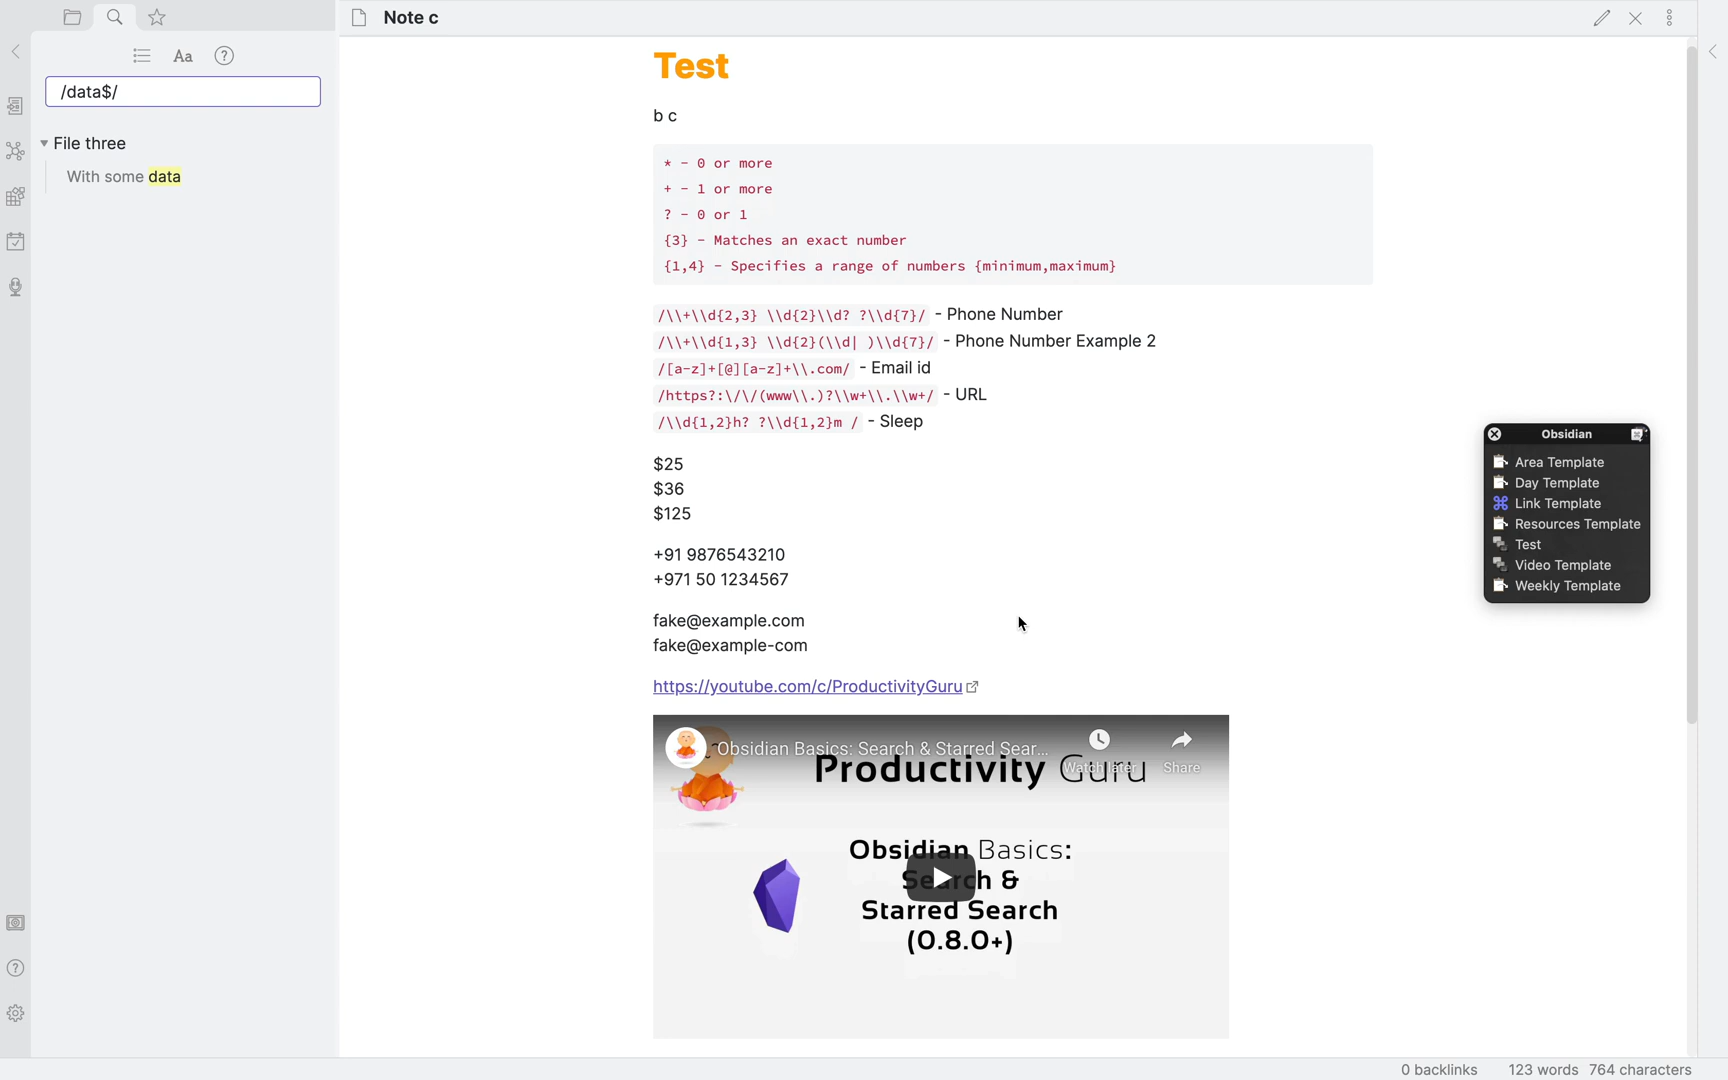 Note c
Aa
/data$/
File three
With some data
Test
b c
* - 0 or more
+ - 1 or more
? - 0 or 1
{3} - Matches an exact number
{1,4} - Specifies a range of numbers {minimum,maximum}
/\\+\\d{2,3} \\d{2}\\d? ?\\d{7}/ - Phone Number
/\\+\\d{1,3} \\d{2}(\\d| )\\d{7}/ - Phone Number Example 2
/[a-z]+[@][a-z]+\\.com/ - Email id
/https?:\/\/(www\\.)?\\w+\\.\\w+/ - URL
/\\d{1,2}h? ?\\d{1,2}m / - Sleep
$25
$36
$125
+91 9876543210
+971 50 1234567
fake@example.com
fake@example-com
https://youtube.com/c/ProductivityGuru
Obsidian Basics: Search & Starred Sear...
Watch later
Share
Productivity Guru
Obsidian Basics:
Search &
Starred Search
(0.8.0+)
Obsidian
Area Template
Day Template
Link Template
Resources Template
Test
Video Template
Weekly Template
0 backlinks
123 words 764 characters